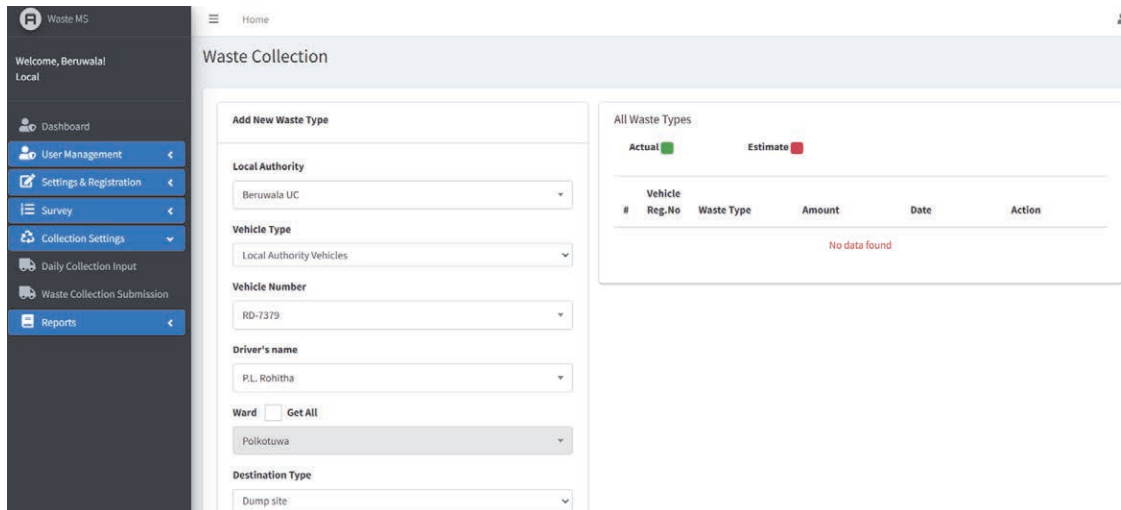 Waste MS
Welcome, Beruwala!
Local
Dashboard
User Management
Settings & Registration
Survey
Collection Settings
Daily Collection Input
Waste Collection Submission
Reports
Home
Waste Collection
Add New Waste Type
Local Authority
Beruwala UC
Vehicle Type
Local Authority Vehicles
Vehicle Number
RD-7379
Driver's name
P.L. Rohitha
Ward Get All
Polkotuwa
Destination Type
Dump site
All Waste Types
Actual Estimate
# Vehicle Reg.No Waste Type Amount Date Action
No data found